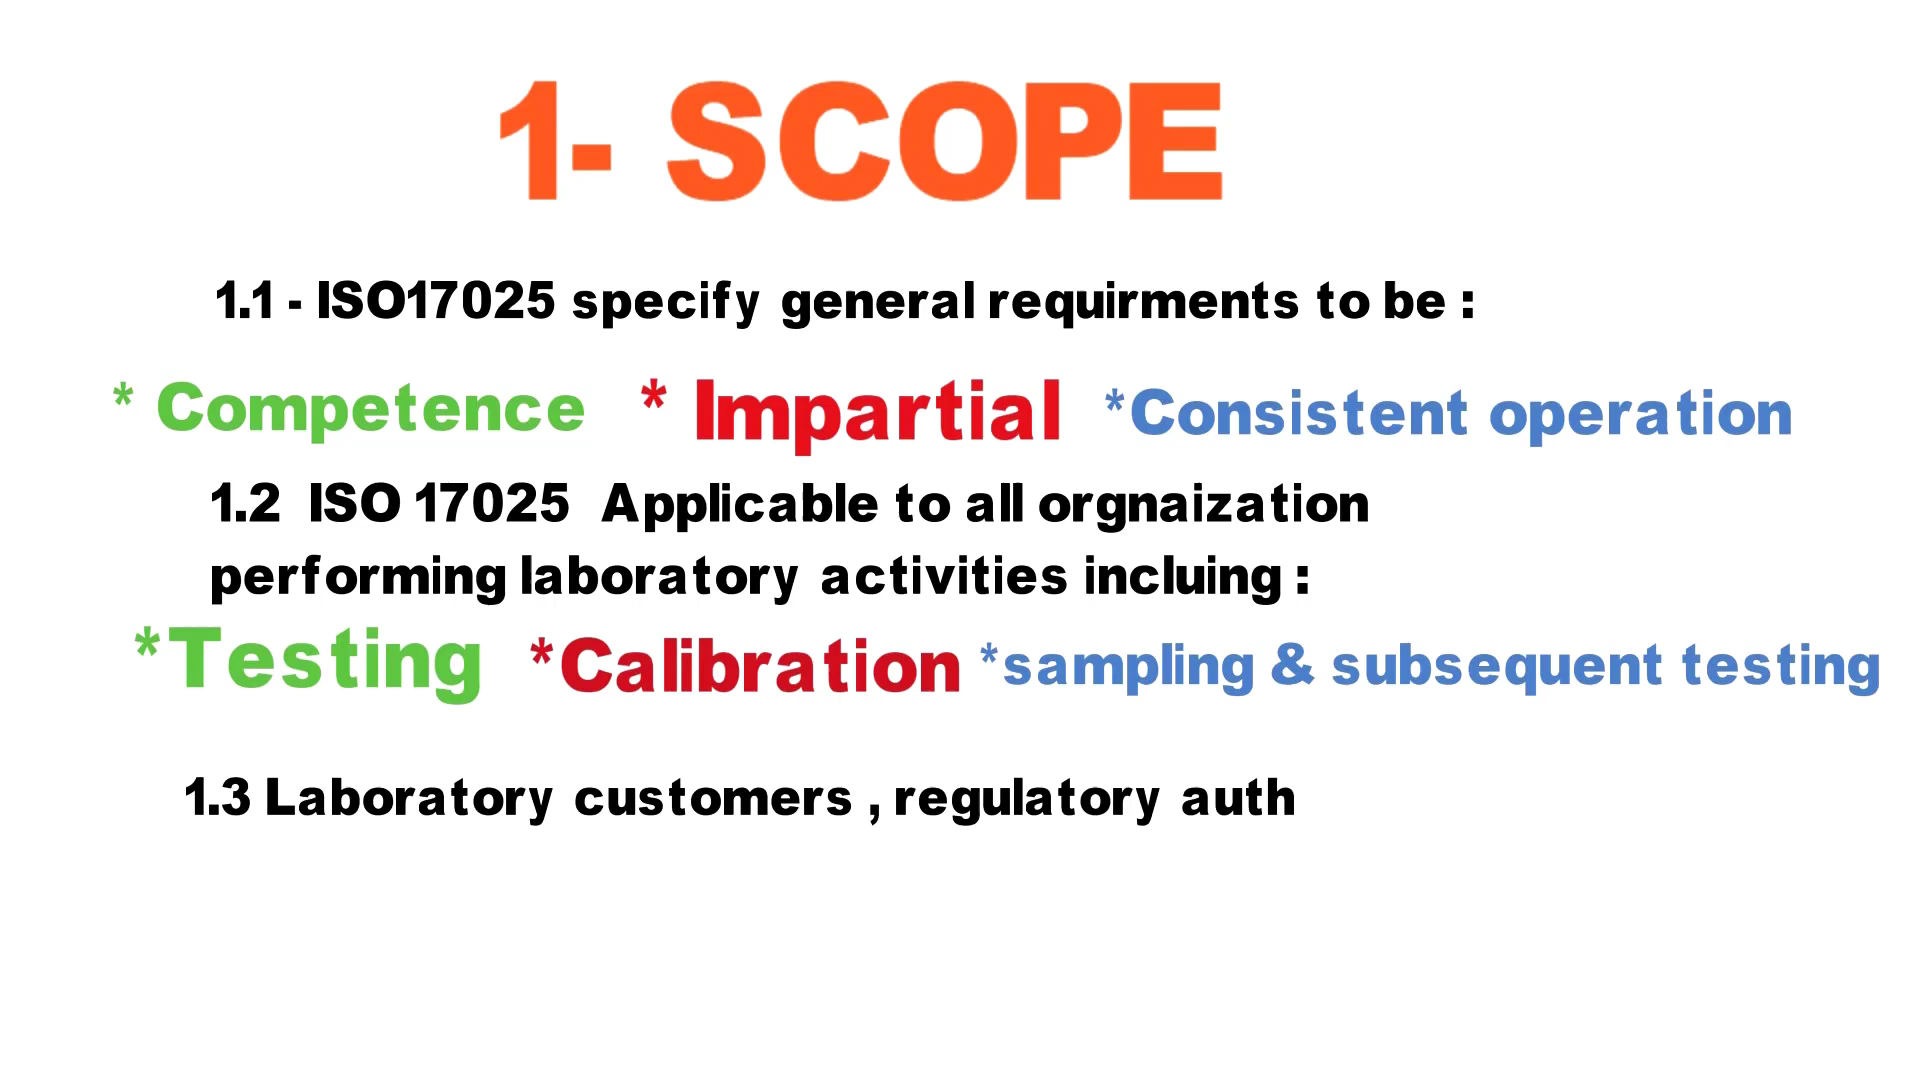 1- SCOPE
1.1 - ISO17025 specify general requirments to be :
* Competence * Impartial *Consistent operation
1.2 ISO 17025 Applicable to all orgnaization
performing laboratory activities incluing :
*Testing *Calibration *sampling & subsequent testing
1.3 Laboratory customers , regulatory auth